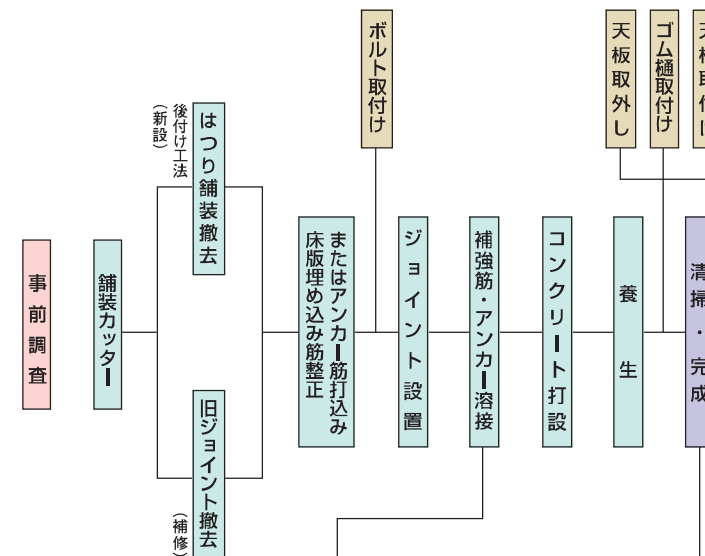 事前調査
舗装カッター
後付け工法
（新設）
はつり舗装撤去
旧ジョイント撤去
（補修）
またはアンカー筋打込み
床版埋め込み筋整正
ボルト取付け
ジョイント設置
補強筋・アンカー溶接
コンクリート打設
養生
天板取外し
ゴム樋取付け
天板取付け
清掃・完成